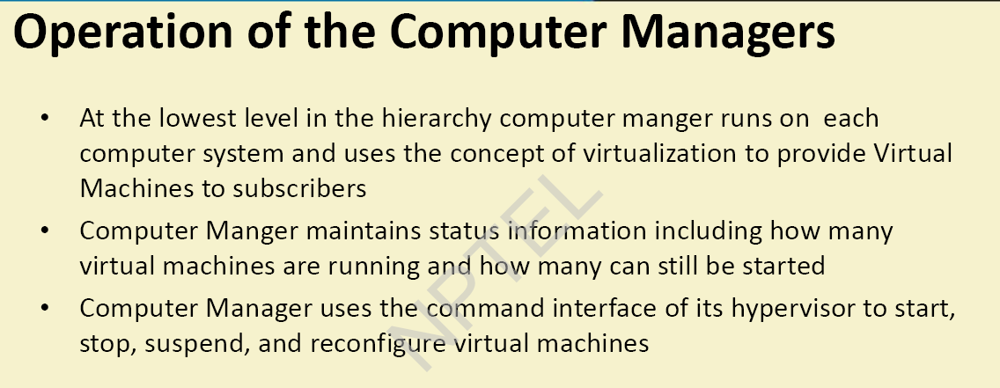 Operation of the Computer Managers
• At the lowest level in the hierarchy computer manger runs on  each
computer system and uses the concept of virtualization to provide Virtual
Machines to subscribers
• Computer Manger maintains status information including how many
virtual machines are running and how many can still be started
• Computer Manager uses the command interface of its hypervisor to start,
stop, suspend, and reconfigure virtual machines
NPTEL